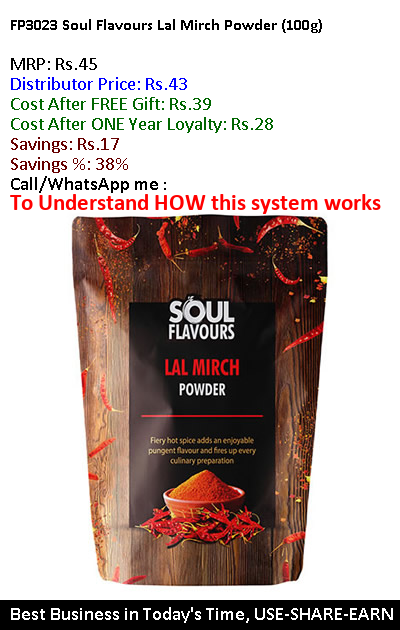 FP3023 Soul Flavours Lal Mirch Powder (100g)
MRP: Rs.45
Distributor Price: Rs.43
Cost After FREE Gift: Rs.39
Cost After ONE Year Loyalty: Rs.28
Savings: Rs.17
Savings %: 38%
Call/WhatsApp me :
To Understand HOW this system works
SOUL
FLAVOURS
LAL MIRCH
POWDER
Fiery hot spice adds an enjoyable
pungent flavour and fires up every
culinary preparation
Best Business in Today's Time, USE-SHARE-EARN